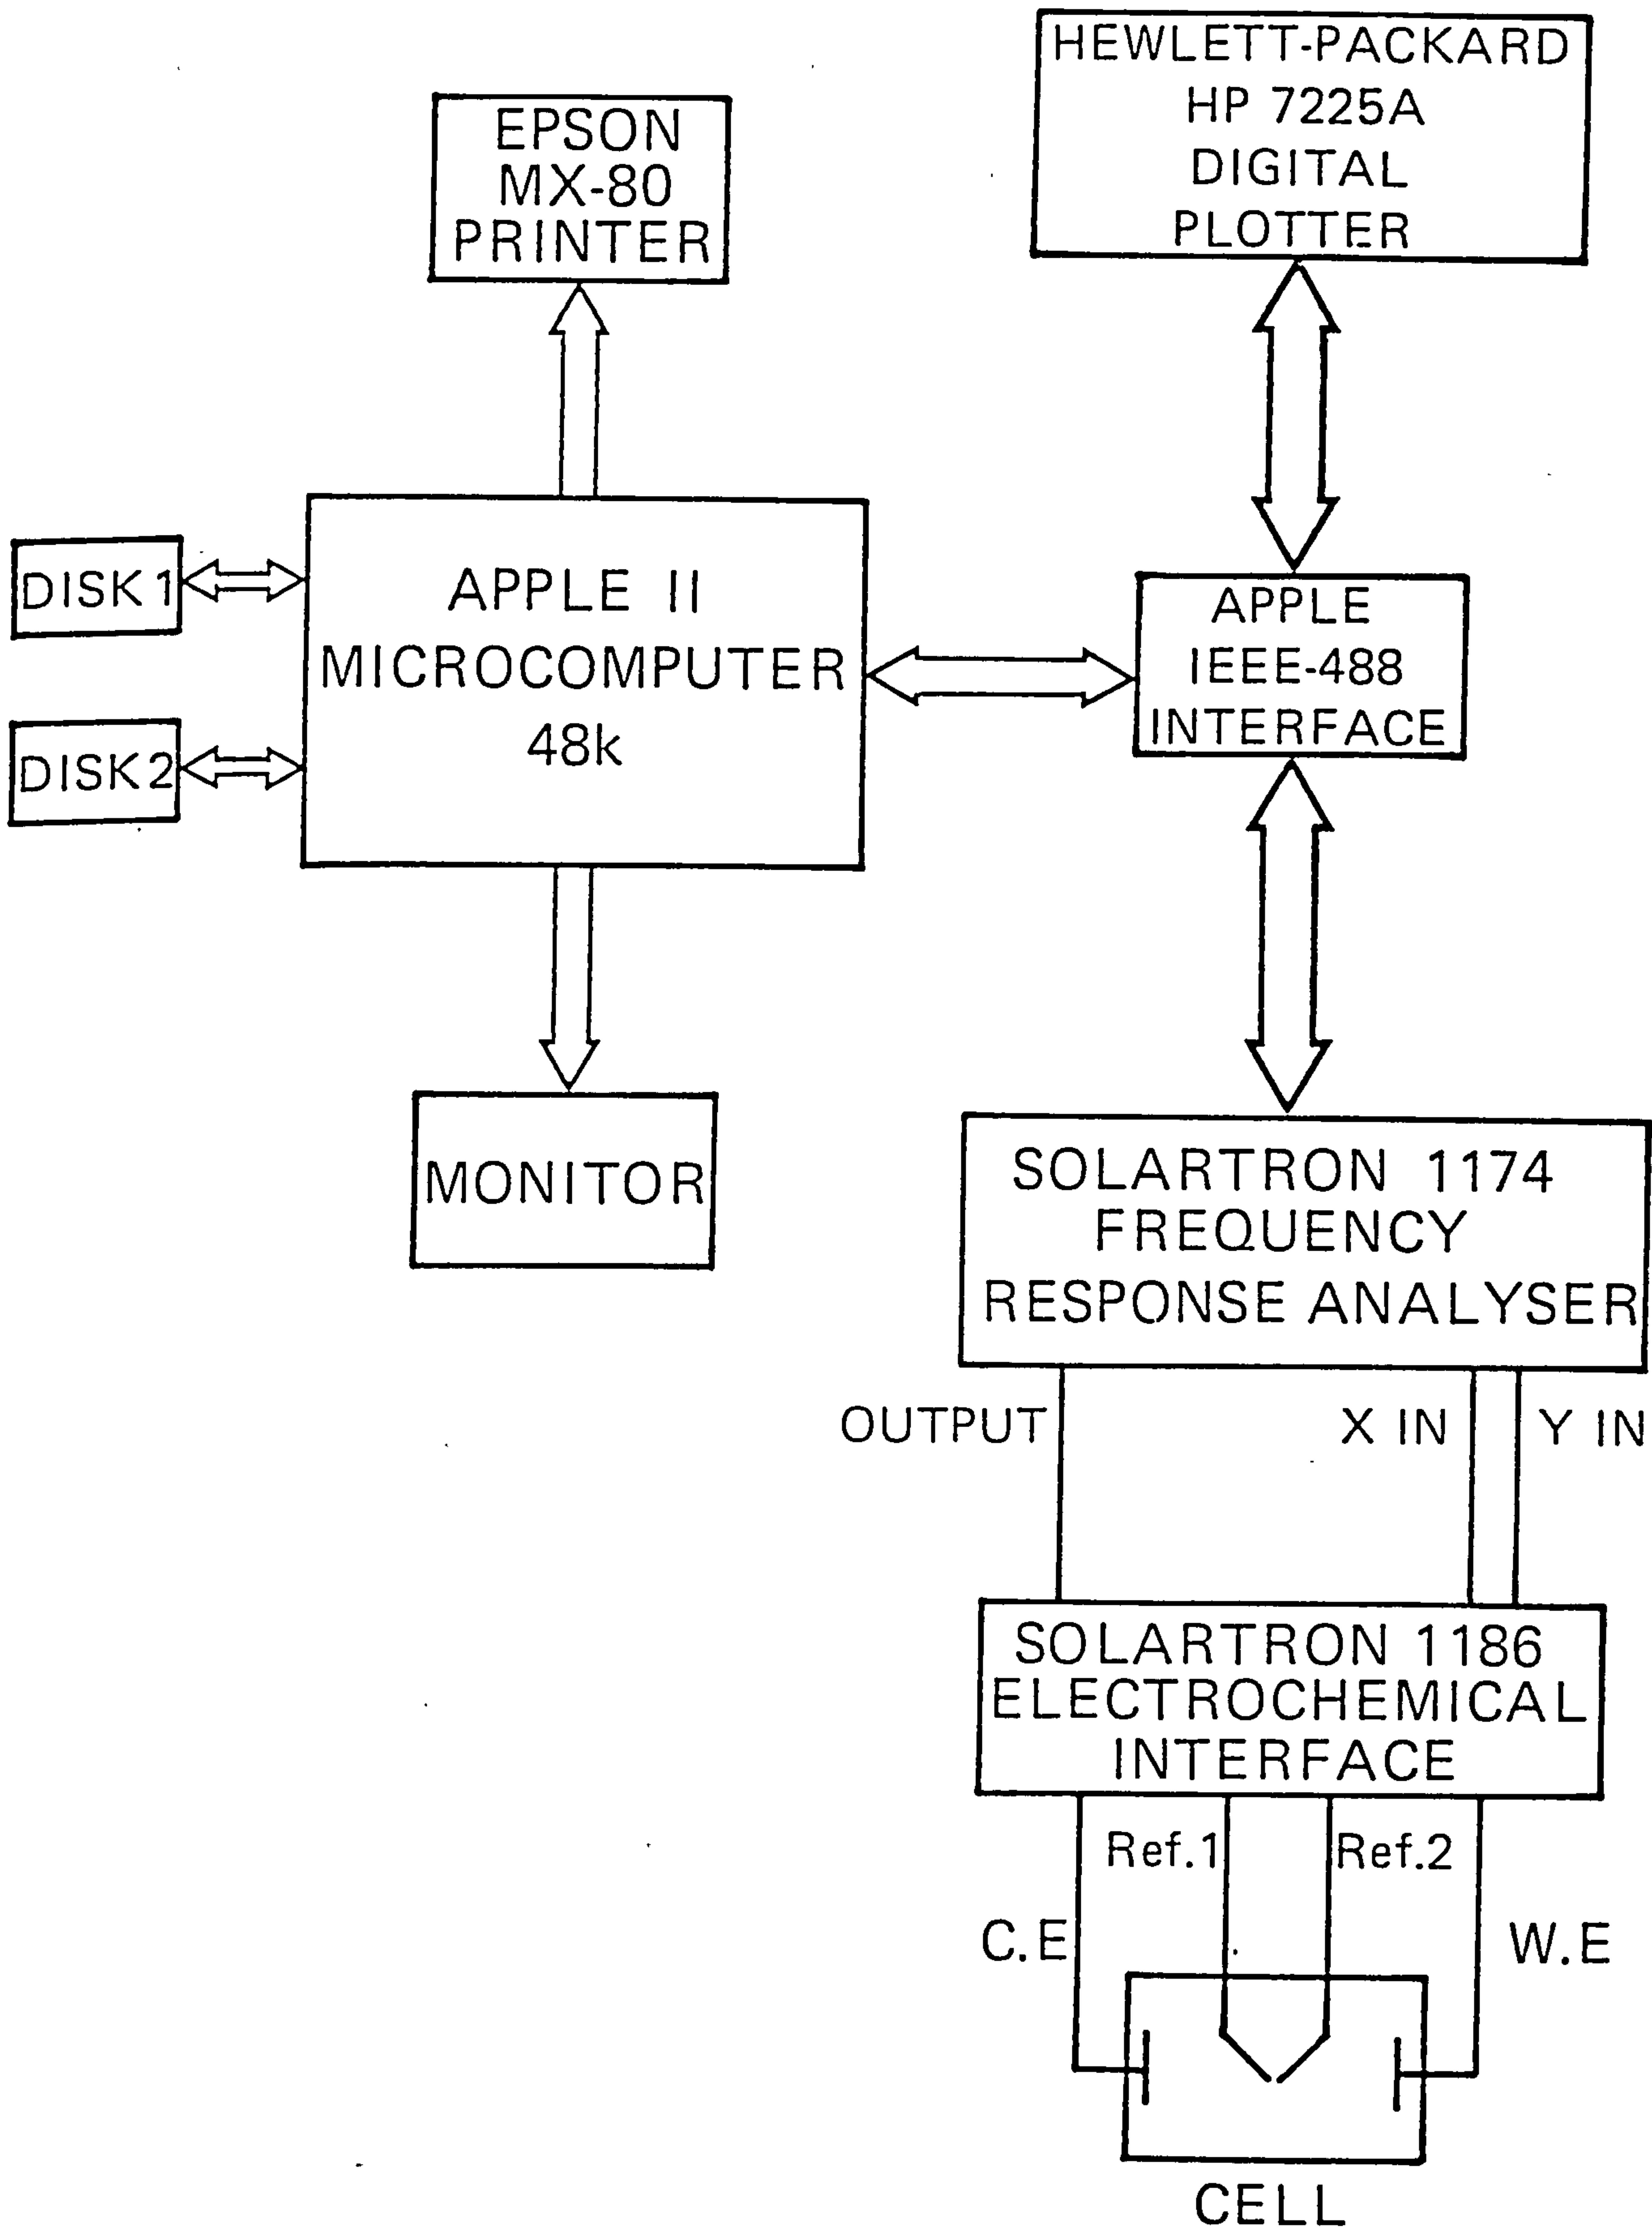 HEWLETT-PACKARD
HP 7225A
DIGITAL
PLOTTER
EPSON
MX-80
PRINTER
DISK 1
DISK 2
APPLE II
MICROCOMPUTER
48k
APPLE
IEEE-488
INTERFACE
MONITOR
SOLARTRON 1174
FREQUENCY
RESPONSE ANALYSER
OUTPUT
X IN
Y IN
SOLARTRON 1186
ELECTROCHEMICAL
INTERFACE
Ref.1
Ref.2
C.E
W.E
CELL